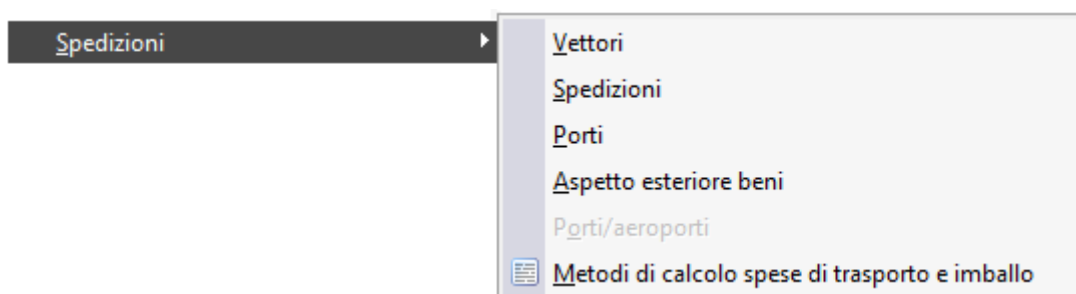 Spedizioni
Vettori
Spedizioni
Porti
Aspetto esteriore beni
Porti/aeroporti
Metodi di calcolo spese di trasporto e imballo